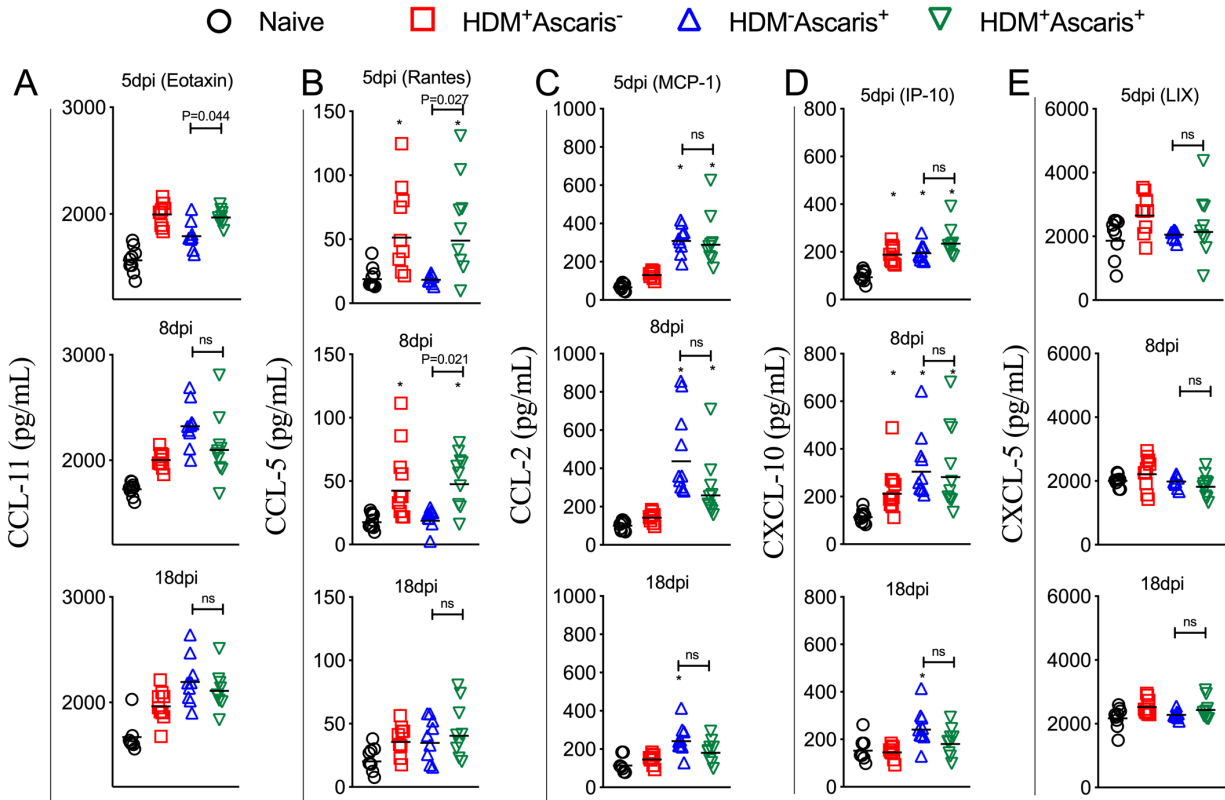 Naive HDM⁺Ascaris⁻ HDM⁻Ascaris⁺ HDM⁺Ascaris⁺
A
5dpi (Eotaxin)
P=0.044
3000
2000
8dpi
ns
3000
2000
18dpi
ns
3000
2000
CCL-11 (pg/mL)
B
5dpi (Rantes)
P=0.027
* *
150
100
50
0
8dpi
P=0.021
* *
150
100
50
0
18dpi
ns
150
100
50
0
CCL-5 (pg/mL)
C
5dpi (MCP-1)
ns
* *
1000
800
600
400
200
0
8dpi
ns
* *
1000
800
600
400
200
0
18dpi
ns
*
1000
800
600
400
200
0
CCL-2 (pg/mL)
D
5dpi (IP-10)
ns
* * *
800
600
400
200
0
8dpi
ns
* * *
800
600
400
200
0
18dpi
ns
*
800
600
400
200
0
CXCL-10 (pg/mL)
E
5dpi (LIX)
ns
6000
4000
2000
0
8dpi
ns
6000
4000
2000
0
18dpi
ns
6000
4000
2000
0
CXCL-5 (pg/mL)